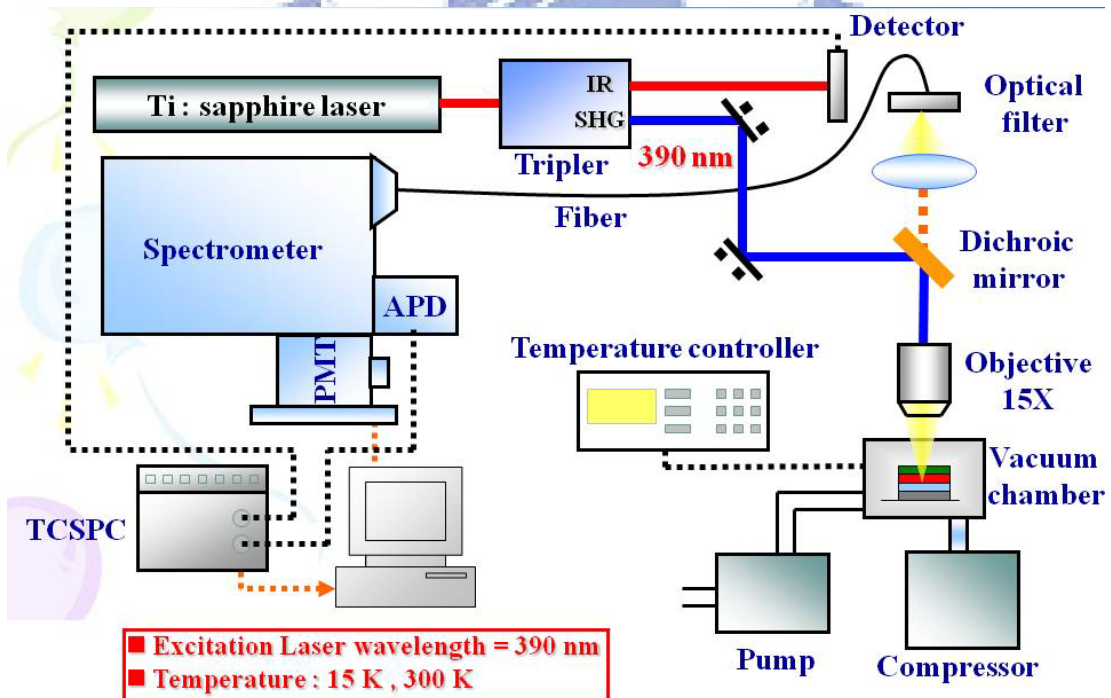 Detector
Ti : sapphire laser
IR
SHG
Tripler
390 nm
Optical
filter
Fiber
Spectrometer
Dichroic
mirror
APD
PMT
Temperature controller
Objective
15X
Vacuum
chamber
TCSPC
Pump
Compressor
Excitation Laser wavelength = 390 nm
Temperature : 15 K , 300 K